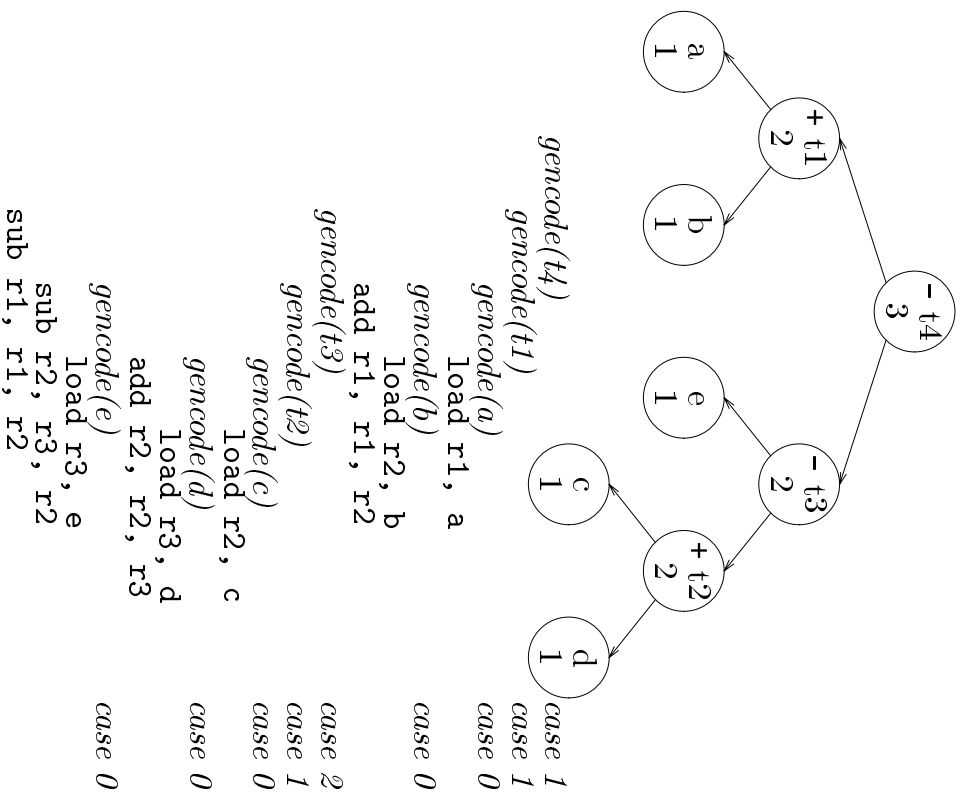 - t4
3
+ t1
2
- t3
2
a
1
b
1
e
1
+ t2
2
c
1
d
1
gencode(t4) case 1
gencode(t1) case 1
gencode(a) case 0
load r1, a
gencode(b) case 0
load r2, b
add r1, r1, r2
gencode(t3) case 2
gencode(t2) case 1
gencode(c) case 0
load r2, c
gencode(d) case 0
load r3, d
add r2, r2, r3
gencode(e) case 0
load r3, e
sub r2, r3, r2
sub r1, r1, r2